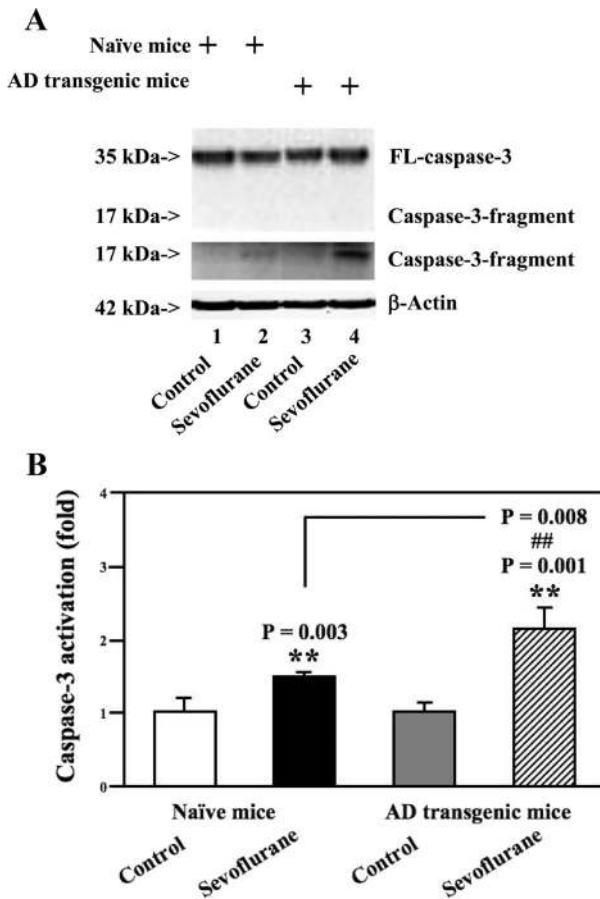 A
Naïve mice + +
AD transgenic mice + +
35 kDa-> FL-caspase-3
17 kDa-> Caspase-3-fragment
17 kDa-> Caspase-3-fragment
42 kDa-> β-Actin
1 2 3 4
Control Sevoflurane Control Sevoflurane
B
Caspase-3 activation (fold)
4
3
2
1
0
P = 0.008
##
P = 0.001
**
P = 0.003
**
Naïve mice AD transgenic mice
Control Sevoflurane Control Sevoflurane